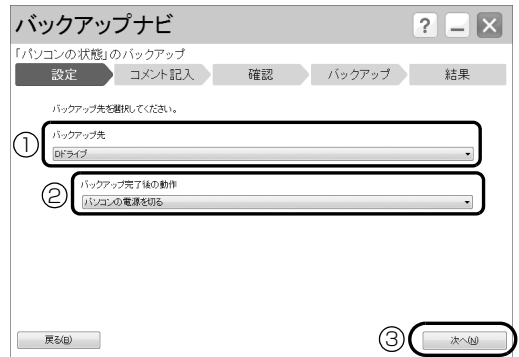 バックアップナビ ?
「パソコンの状態」のバックアップ
設定 コメント記入 確認 バックアップ 結果
バックアップ先を選択してください。
① バックアップ先
Dドライブ
② バックアップ完了後の動作
パソコンの電源を切る
戻る(B) ③ 次へ(N)